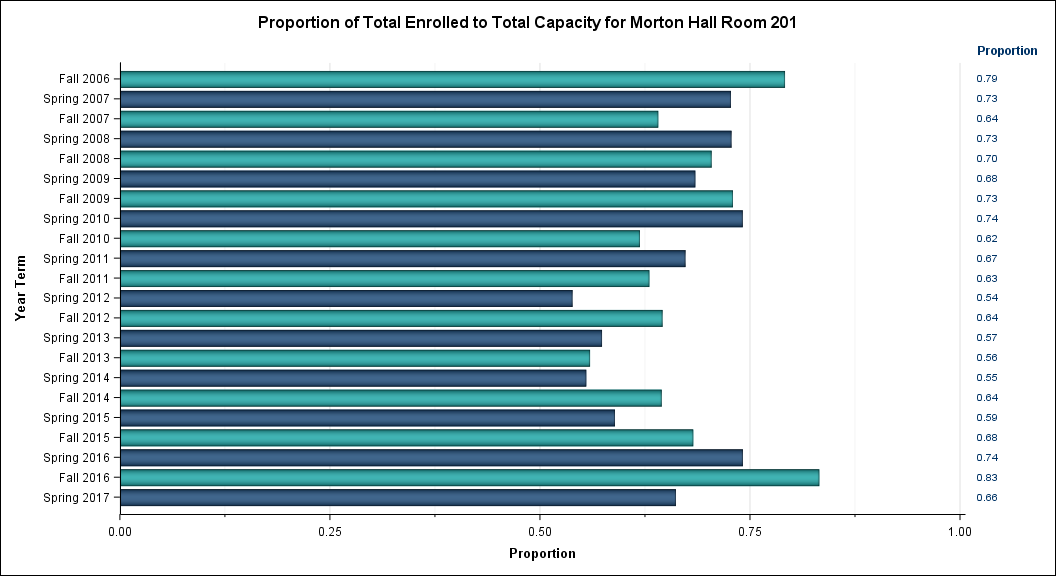 Proportion of Total Enrolled to Total Capacity for Morton Hall Room 201
Proportion
Fall 2006 0.79
Spring 2007 0.73
Fall 2007 0.64
Spring 2008 0.73
Fall 2008 0.70
Spring 2009 0.68
Fall 2009 0.73
Spring 2010 0.74
Fall 2010 0.62
Spring 2011 0.67
Fall 2011 0.63
Spring 2012 0.54
Fall 2012 0.64
Spring 2013 0.57
Fall 2013 0.56
Spring 2014 0.55
Fall 2014 0.64
Spring 2015 0.59
Fall 2015 0.68
Spring 2016 0.74
Fall 2016 0.83
Spring 2017 0.66
Year Term
0.00 0.25 0.50 0.75 1.00
Proportion